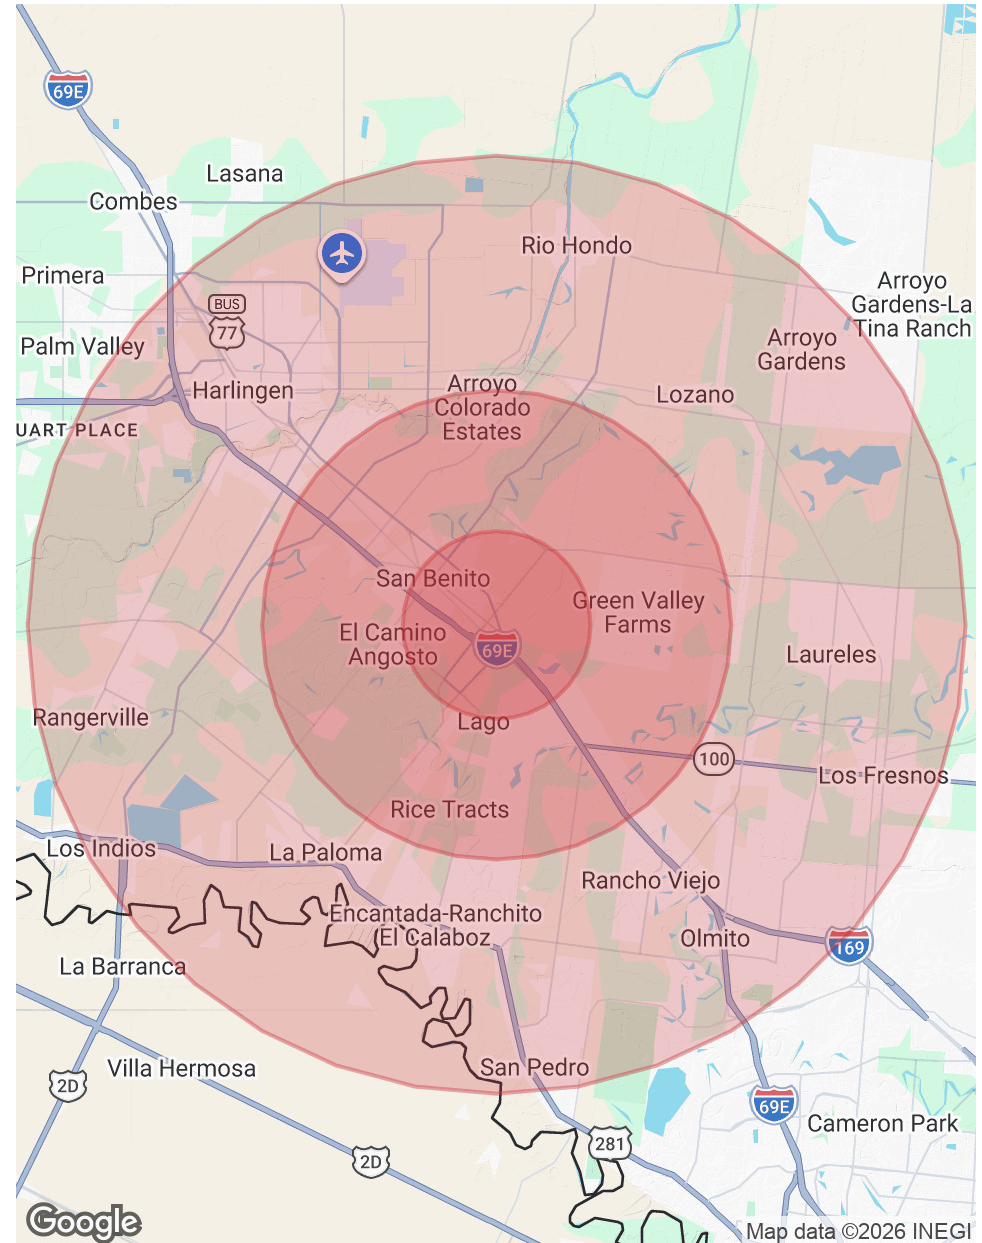 69E
Lasana
Combes
Rio Hondo
Primera
Arroyo
Gardens-La
Tina Ranch
BUS
77
Palm Valley
Arroyo
Gardens
Harlingen
Arroyo
Colorado
Estates
Lozano
UART PLACE
San Benito
Green Valley
Farms
El Camino
Angosto
69E
Laureles
Rangerville
Lago
100
Los Fresnos
Rice Tracts
Los Indios
La Paloma
Rancho Viejo
Encantada-Ranchito
El Calaboz
Olmito
169
La Barranca
Villa Hermosa
San Pedro
2D
69E
Cameron Park
281
2D
Google
Map data ©2026 INEGI